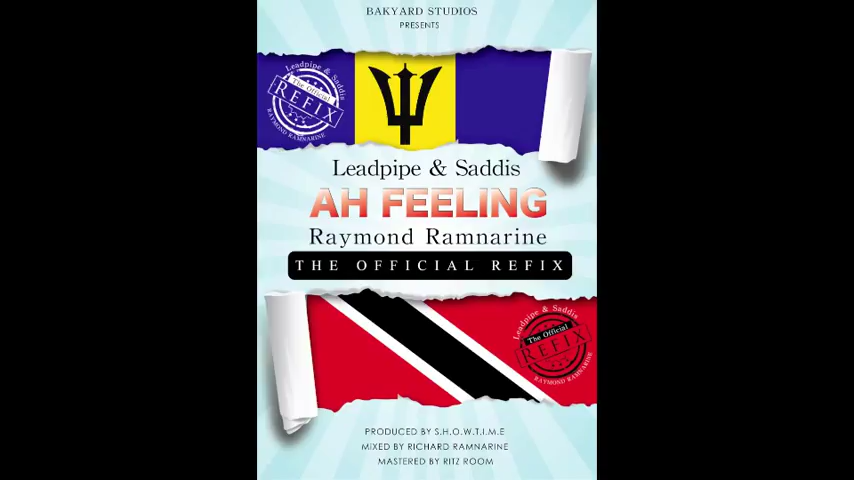 BAKYARD STUDIOS
PRESENTS
Leadpipe & Saddis
The Official
REFIX
RAYMOND RAMNARINE
Leadpipe & Saddis
AH FEELING
Raymond Ramnarine
THE OFFICIAL REFIX
Leadpipe & Saddis
The Official
REFIX
RAYMOND RAMNARINE
PRODUCED BY S.H.O.W.T.I.M.E
MiXED BY RICHARD RAMNARINE
MASTERED BY RITZ ROOM